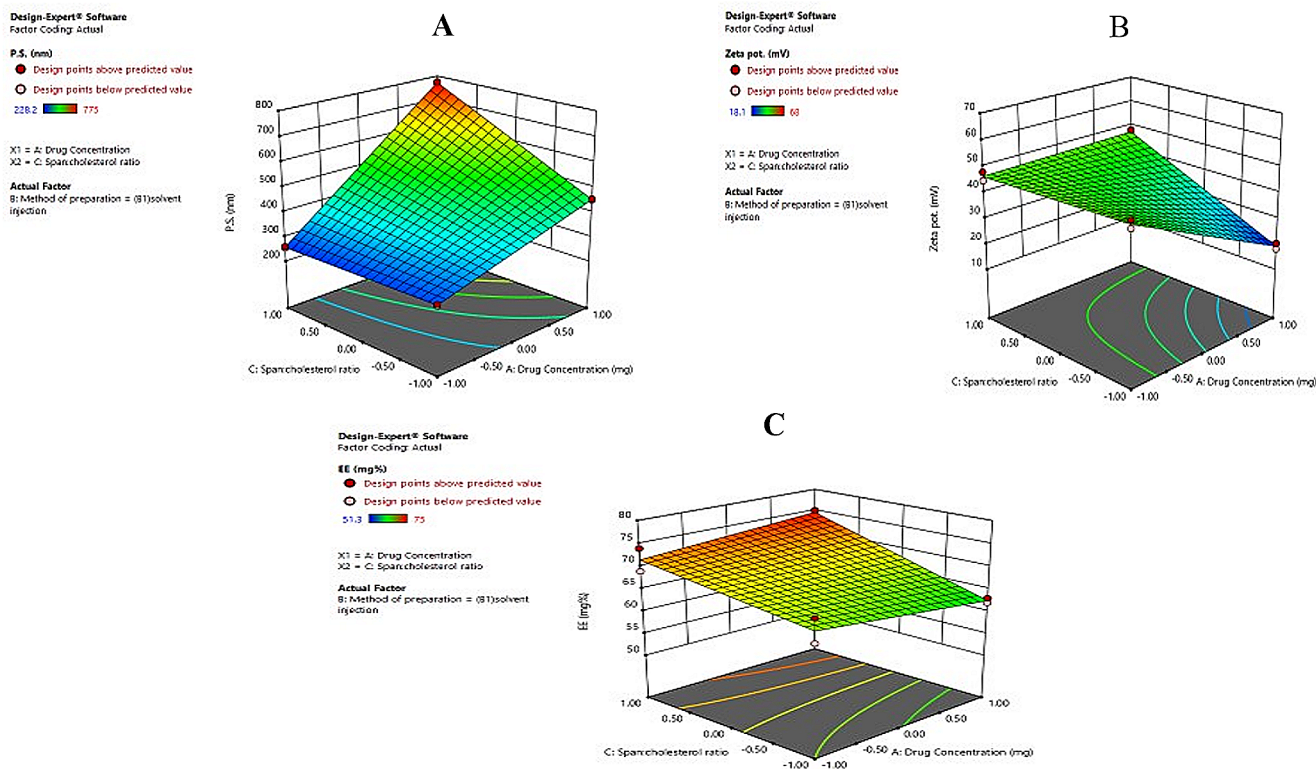 A
Design-Expert® Software
Factor Coding: Actual
P.S. (nm)
Design points above predicted value
Design points below predicted value
228.2 775
X1 = A: Drug Concentration
X2 = C: Span:cholesterol ratio
Actual Factor
B: Method of preparation = (B1)solvent
injection
P.S. (nm)
800
700
600
500
400
300
200
1.00
0.50
0.00
-0.50
-1.00
C: Span:cholesterol ratio
-1.00
-0.50
0.00
0.50
1.00
A: Drug Concentration (mg)
B
Design-Expert® Software
Factor Coding: Actual
Zeta pot. (mV)
Design points above predicted value
Design points below predicted value
18.1 68
X1 = A: Drug Concentration
X2 = C: Span:cholesterol ratio
Actual Factor
B: Method of preparation = (B1)solvent
injection
Zeta pot. (mV)
70
60
50
40
30
20
10
1.00
0.50
0.00
-0.50
-1.00
C: Span:cholesterol ratio
-1.00
-0.50
0.00
0.50
1.00
A: Drug Concentration (mg)
C
Design-Expert® Software
Factor Coding: Actual
EE (mg%)
Design points above predicted value
Design points below predicted value
51.3 75
X1 = A: Drug Concentration
X2 = C: Span:cholesterol ratio
Actual Factor
B: Method of preparation = (B1)solvent
injection
EE (mg%)
80
75
70
65
60
55
50
1.00
0.50
0.00
-0.50
-1.00
C: Span:cholesterol ratio
-1.00
-0.50
0.00
0.50
1.00
A: Drug Concentration (mg)